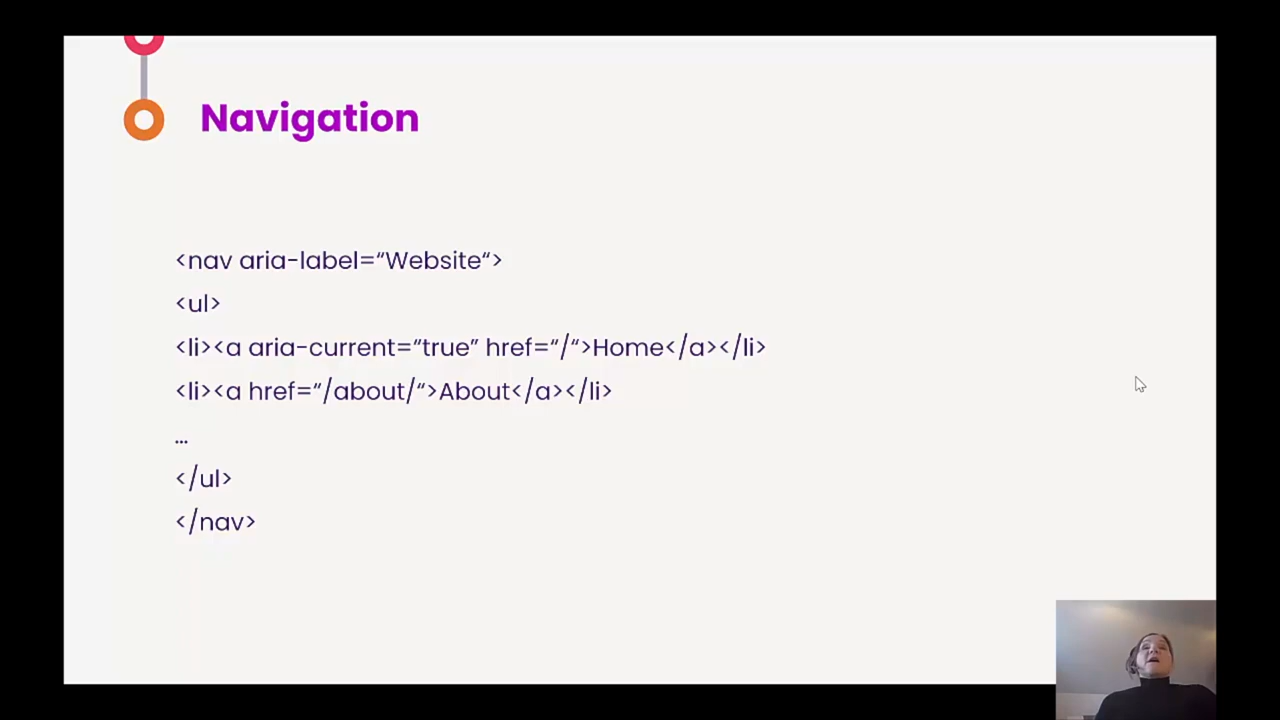 Navigation
<nav aria-label=“Website“>
<ul>
<li><a aria-current=“true” href=“/“>Home</a></li>
<li><a href=“/about/“>About</a></li>
…
</ul>
</nav>